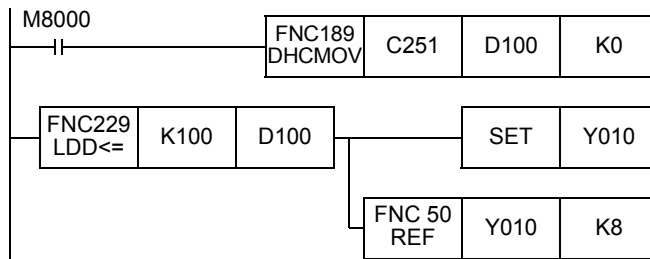 M8000
FNC189
DHCMOV C251 D100 K0
FNC229
LDD<= K100 D100 SET Y010
FNC 50
REF Y010 K8